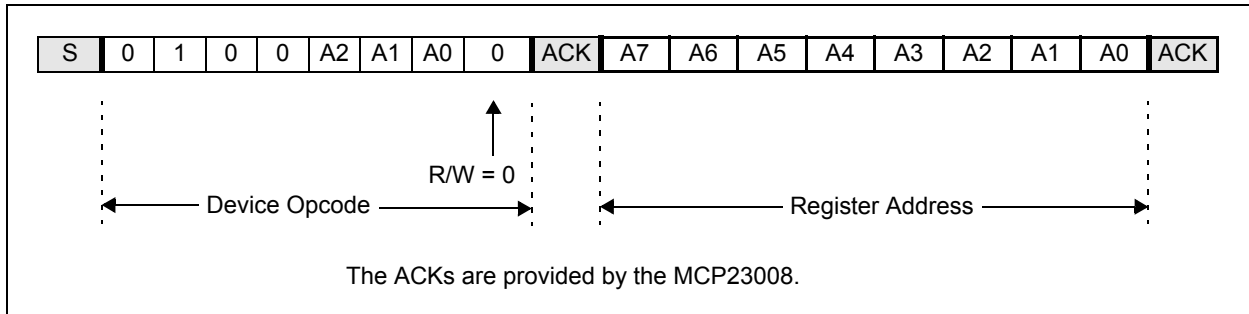 S 0 1 0 0 A2 A1 A0 0 ACK A7 A6 A5 A4 A3 A2 A1 A0 ACK
R/W = 0
Device Opcode Register Address
The ACKs are provided by the MCP23008.